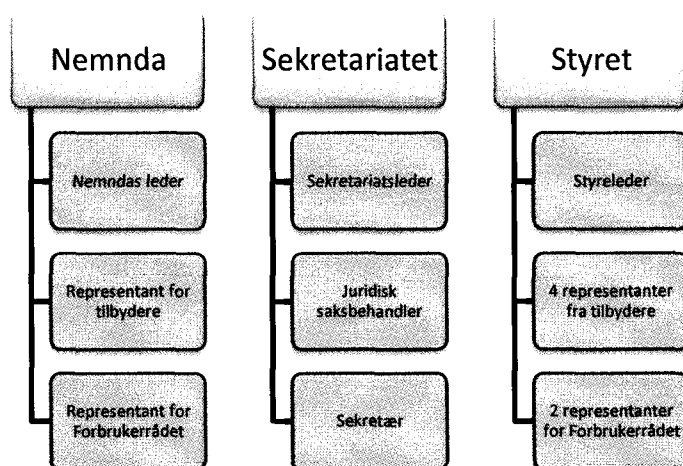 Nemnda
Nemndas leder
Representant for
tilbydere
Representant for
Forbrukerrådet
Sekretariatet
Sekretariatsleder
Juridisk
saksbehandler
Sekretær
Styret
Styreleder
4 representanter
fra tilbydere
2 representanter
for Forbrukerrådet